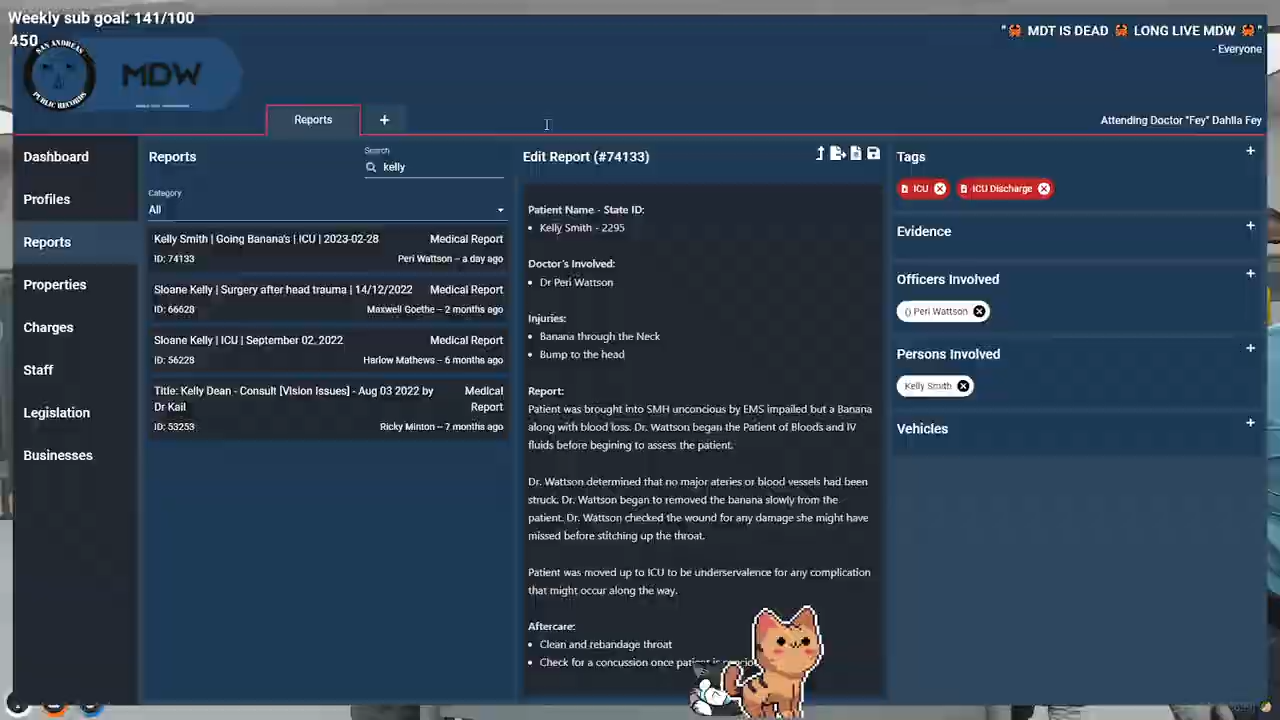 Weekly sub goal: 141/100
450
SAN ANDREAS
PUBLIC RECORDS
MDW
" 🦀 MDT IS DEAD 🦀 LONG LIVE MDW 🦀 "
- Everyone
Reports
+
Attending Doctor "Fey" Dahlia Fey
Dashboard
Profiles
Reports
Properties
Charges
Staff
Legislation
Businesses
Reports
Search
kelly
Category
All
Kelly Smith | Going Banana's | ICU | 2023-02-28
Medical Report
ID: 74133
Peri Wattson – a day ago
Sloane Kelly | Surgery after head trauma | 14/12/2022
Medical Report
ID: 66628
Maxwell Goethe – 2 months ago
Sloane Kelly | ICU | September 02, 2022
Medical Report
ID: 56228
Harlow Mathews – 6 months ago
Title: Kelly Dean - Consult [Vision Issues] - Aug 03 2022 by
Dr Kail
Medical
Report
ID: 53253
Ricky Minton – 7 months ago
Edit Report (#74133)
Patient Name - State ID:
• Kelly Smith - 2295
Doctor's Involved:
• Dr Peri Wattson
Injuries:
• Banana through the Neck
• Bump to the head
Report:
Patient was brought into SMH unconcious by EMS impailed but a Banana
along with blood loss. Dr. Wattson began the Patient of Bloods and IV
fluids before begining to assess the patient.
Dr. Wattson determined that no major ateries or blood vessels had been
struck. Dr. Wattson began to removed the banana slowly from the
patient. Dr. Wattson checked the wound for any damage she might have
missed before stitching up the throat.
Patient was moved up to ICU to be underservalence for any complication
that might occur along the way.
Aftercare:
• Clean and rebandage throat
• Check for a concussion once patient is
Tags
+
ICU
ICU Discharge
Evidence
+
Officers Involved
+
() Peri Wattson
Persons Involved
+
Kelly Smith
Vehicles
+